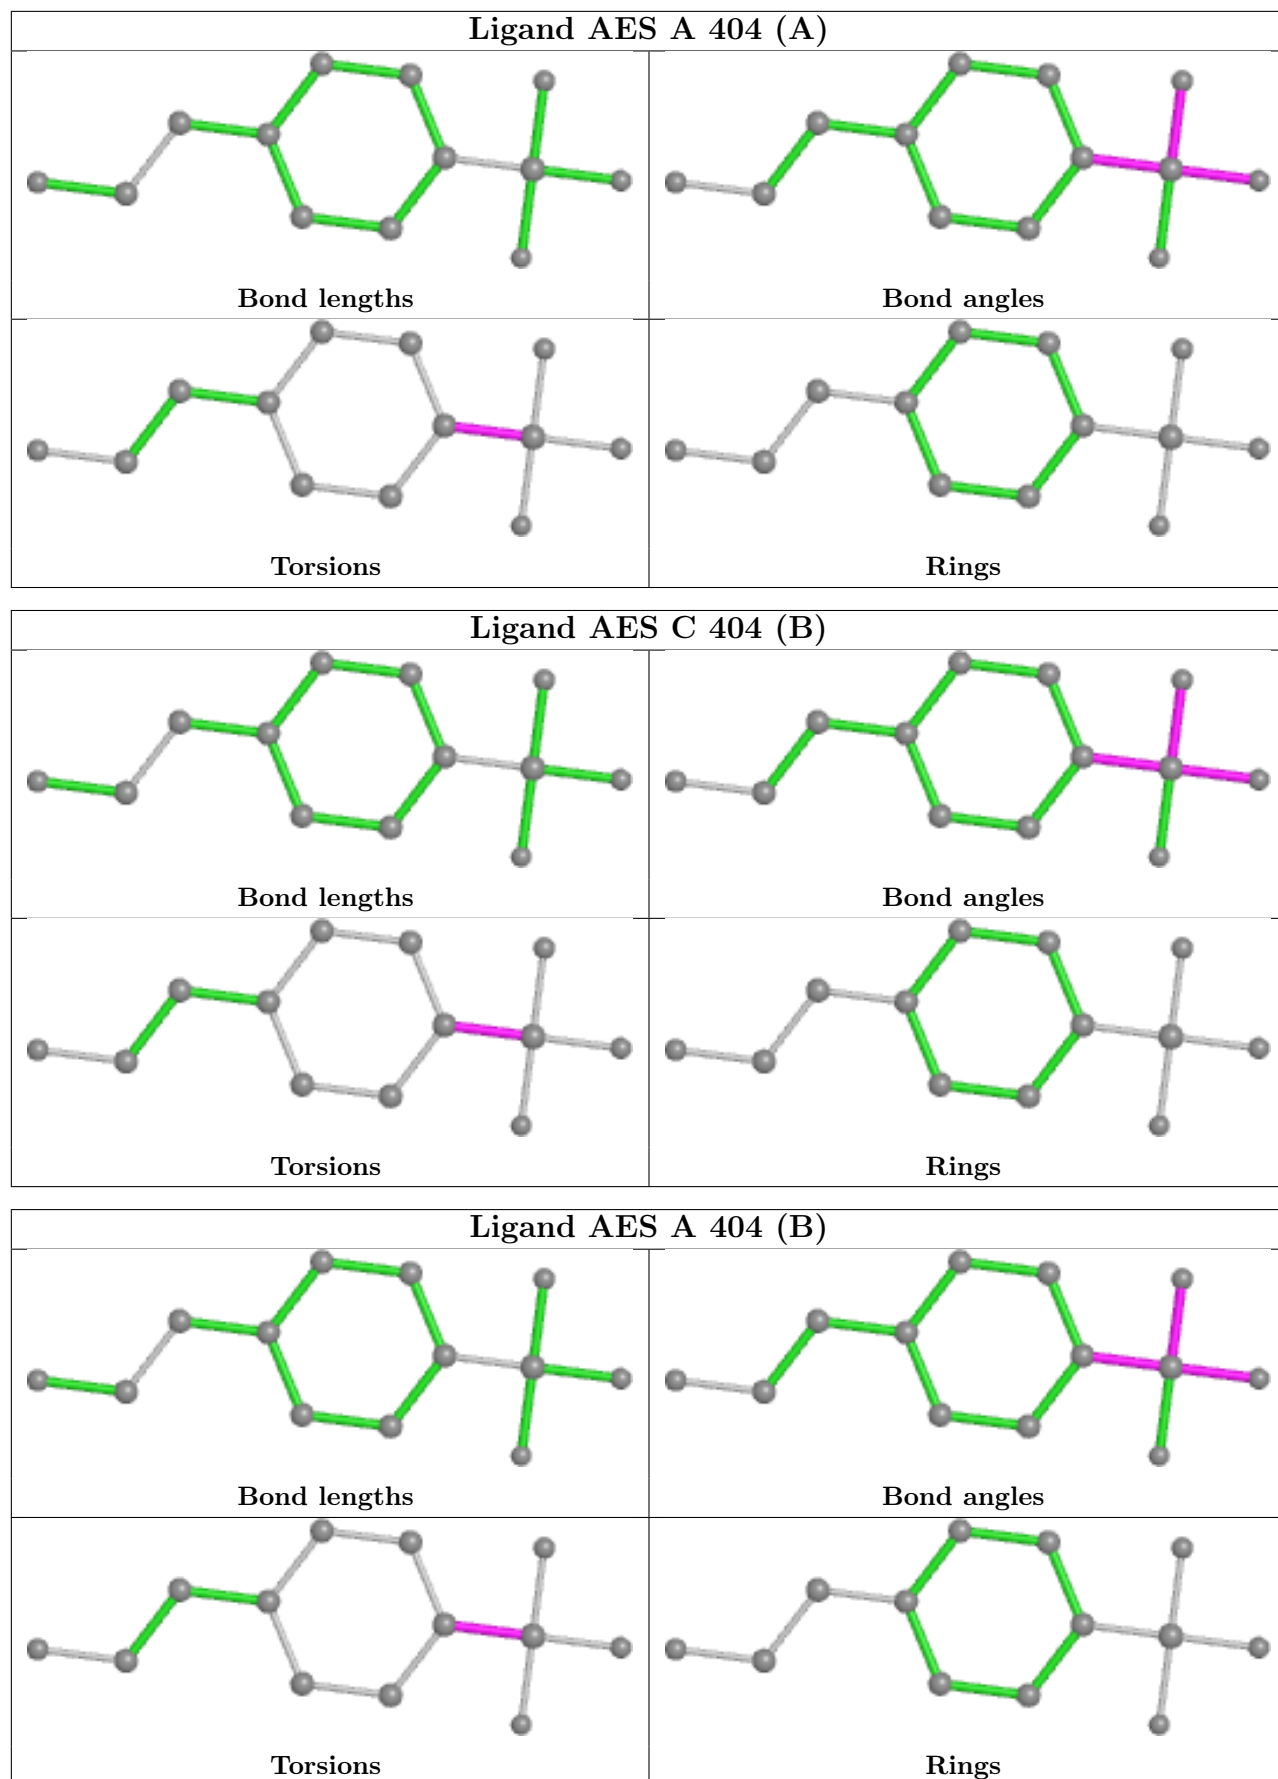 Ligand AES A 404 (A)
Bond lengths
Bond angles
Torsions
Rings
Ligand AES C 404 (B)
Bond lengths
Bond angles
Torsions
Rings
Ligand AES A 404 (B)
Bond lengths
Bond angles
Torsions
Rings